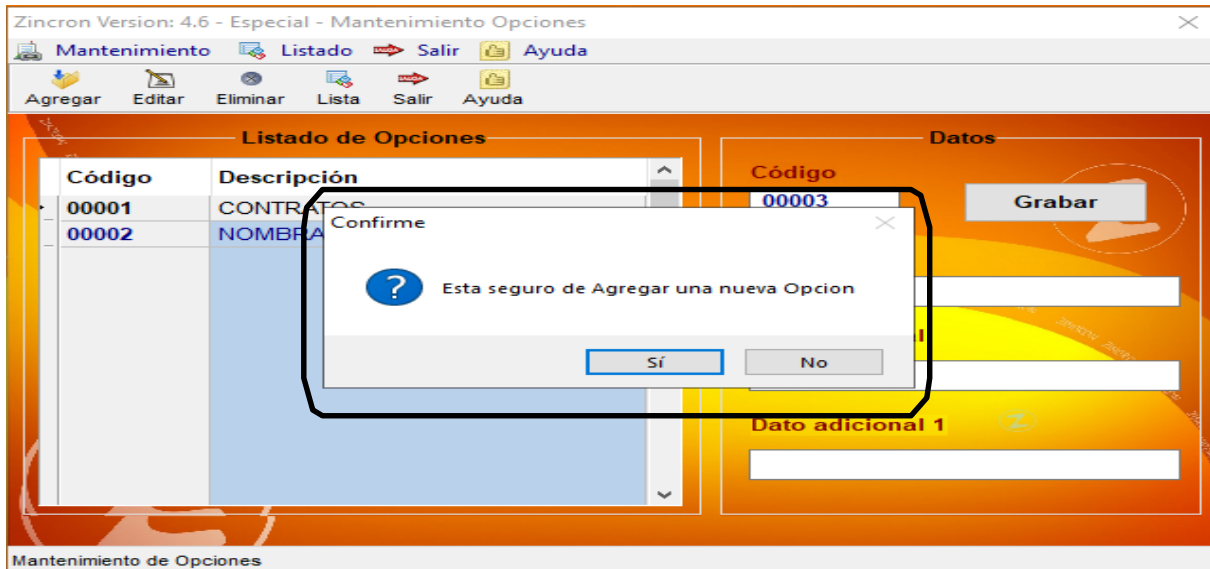 Zincron Version: 4.6 - Especial - Mantenimiento Opciones
Mantenimiento Listado Salir Ayuda
Agregar Editar Eliminar Lista Salir Ayuda
Listado de Opciones
Código Descripción
00001 CONTRATOS
00002 NOMBRA
Datos
Código
00003
Grabar
Confirme
Esta seguro de Agregar una nueva Opcion
Sí No
l
Dato adicional 1
Mantenimiento de Opciones